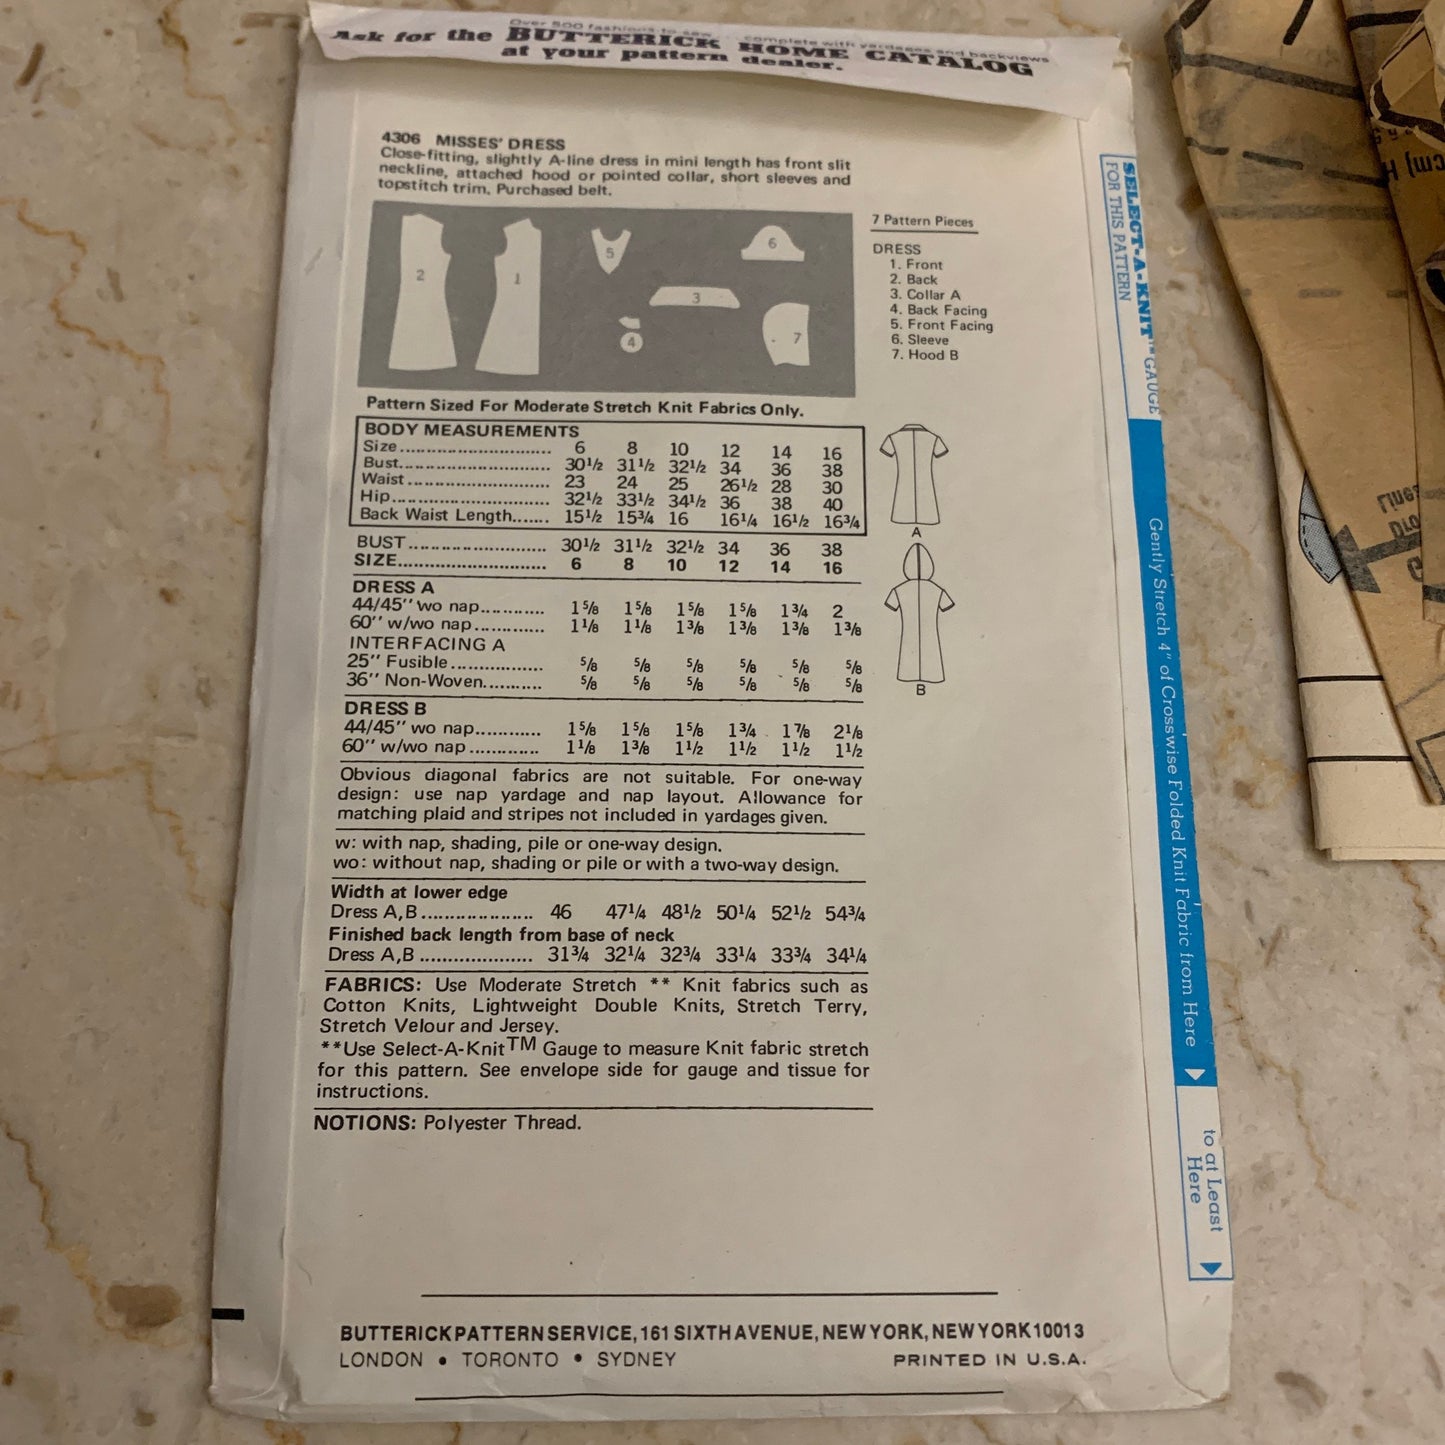 Over 500 fashions to sew . . . complete with yardages and backviews
Ask for the BUTTERICK HOME CATALOG
at your pattern dealer.
4306 MISSES' DRESS
Close-fitting, slightly A-line dress in mini length has front slit
neckline, attached hood or pointed collar, short sleeves and
topstitch trim. Purchased belt.
2
1
5
6
3
4
7
7 Pattern Pieces
DRESS
1. Front
2. Back
3. Collar A
4. Back Facing
5. Front Facing
6. Sleeve
7. Hood B
Pattern Sized For Moderate Stretch Knit Fabrics Only.
BODY MEASUREMENTS
Size 6 8 10 12 14 16
Bust 30½ 31½ 32½ 34 36 38
Waist 23 24 25 26½ 28 30
Hip 32½ 33½ 34½ 36 38 40
Back Waist Length 15½ 15¾ 16 16¼ 16½ 16¾
BUST 30½ 31½ 32½ 34 36 38
SIZE 6 8 10 12 14 16
DRESS A
44/45" wo nap 1⅝ 1⅝ 1⅝ 1⅝ 1¾ 2
60" w/wo nap 1⅛ 1⅛ 1⅜ 1⅜ 1⅜ 1⅜
INTERFACING A
25" Fusible ⅝ ⅝ ⅝ ⅝ ⅝ ⅝
36" Non-Woven ⅝ ⅝ ⅝ ⅝ ⅝ ⅝
DRESS B
44/45" wo nap 1⅝ 1⅝ 1⅝ 1¾ 1⅞ 2⅛
60" w/wo nap 1⅛ 1⅜ 1½ 1½ 1½ 1½
Obvious diagonal fabrics are not suitable. For one-way
design: use nap yardage and nap layout. Allowance for
matching plaid and stripes not included in yardages given.
w: with nap, shading, pile or one-way design.
wo: without nap, shading or pile or with a two-way design.
Width at lower edge
Dress A,B 46 47¼ 48½ 50¼ 52½ 54¾
Finished back length from base of neck
Dress A,B 31¾ 32¼ 32¾ 33¼ 33¾ 34¼
FABRICS: Use Moderate Stretch ** Knit fabrics such as
Cotton Knits, Lightweight Double Knits, Stretch Terry,
Stretch Velour and Jersey.
**Use Select-A-Knit™ Gauge to measure Knit fabric stretch
for this pattern. See envelope side for gauge and tissue for
instructions.
NOTIONS: Polyester Thread.
A
B
SELECT-A-KNIT™ GAUGE
FOR THIS PATTERN
Gently Stretch 4" of Crosswise Folded Knit Fabric from Here
to at Least
Here
BUTTERICK PATTERN SERVICE, 161 SIXTH AVENUE, NEW YORK, NEW YORK 10013
LONDON • TORONTO • SYDNEY PRINTED IN U.S.A.